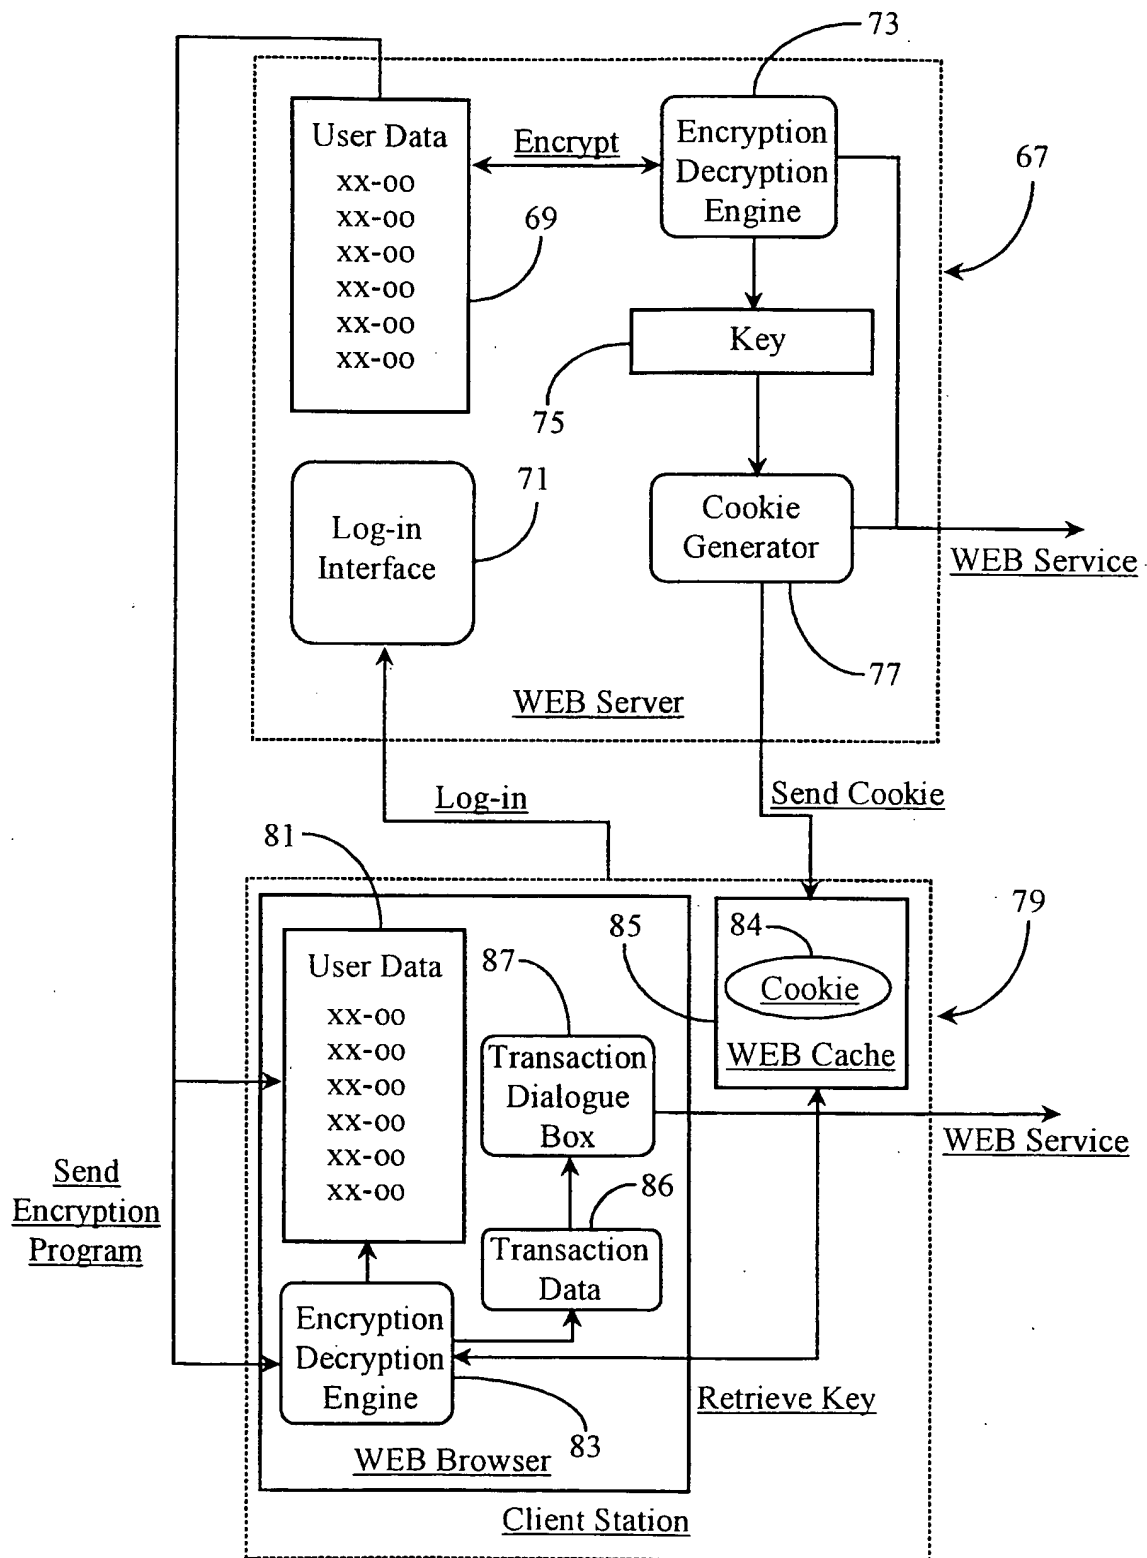 73
User Data
xx-oo
xx-oo
xx-oo
xx-oo
xx-oo
xx-oo
Encrypt
Encryption
Decryption
Engine
67
69
Key
75
71
Log-in
Interface
Cookie
Generator
WEB Service
77
WEB Server
Log-in
Send Cookie
81
79
85
84
Cookie
WEB Cache
User Data
xx-oo
xx-oo
xx-oo
xx-oo
xx-oo
xx-oo
87
Transaction
Dialogue
Box
WEB Service
Send
Encryption
Program
86
Transaction
Data
Encryption
Decryption
Engine
Retrieve Key
83
WEB Browser
Client Station